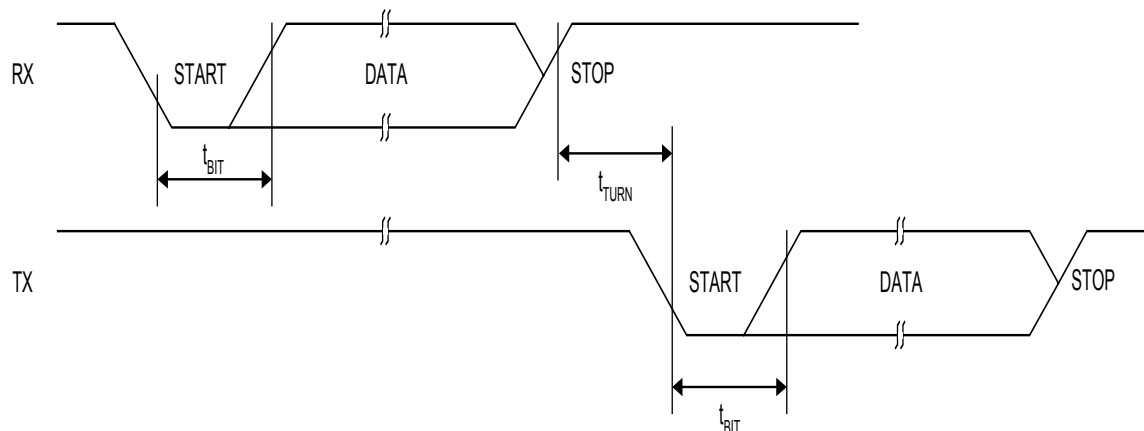 RX START DATA STOP
tBIT
tTURN
TX START DATA STOP
tBIT